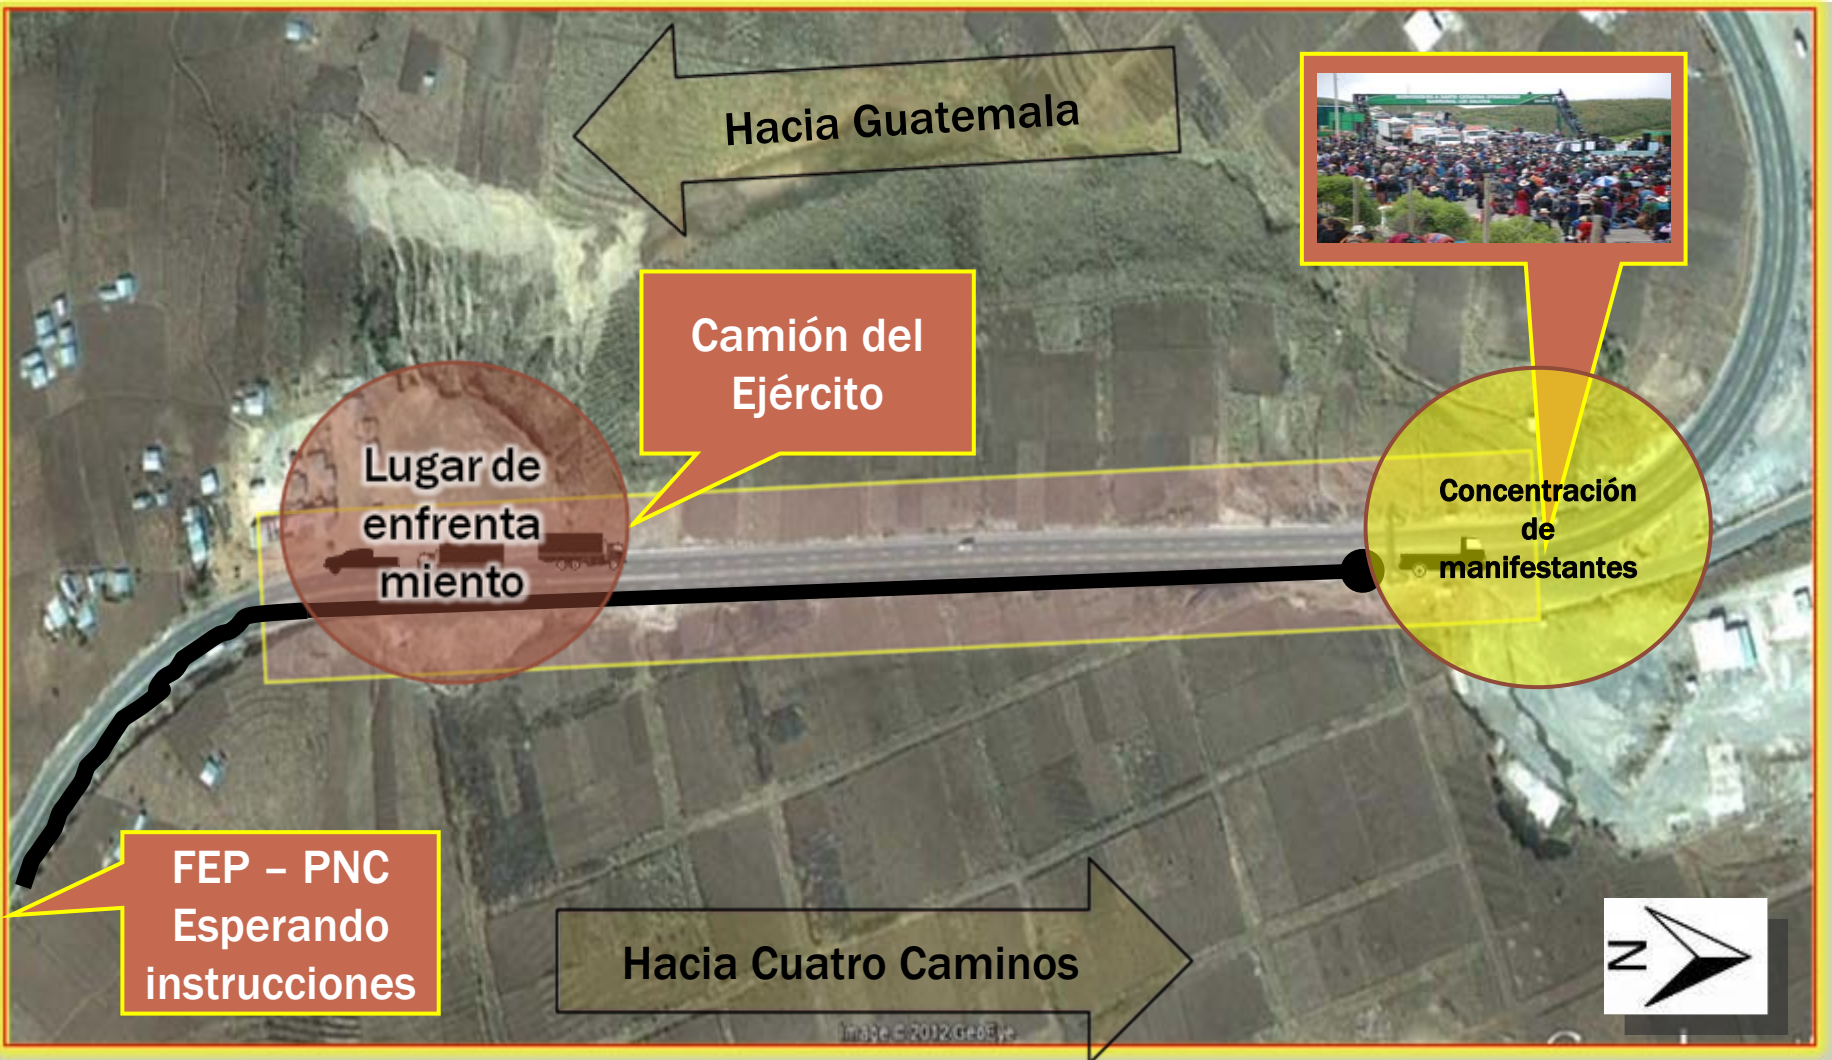 Hacia Guatemala
Camión del
Ejército
Lugar de
enfrenta
miento
Concentración
de
manifestantes
FEP – PNC
Esperando
instrucciones
Hacia Cuatro Caminos
N
Image © 2012 GeoEye